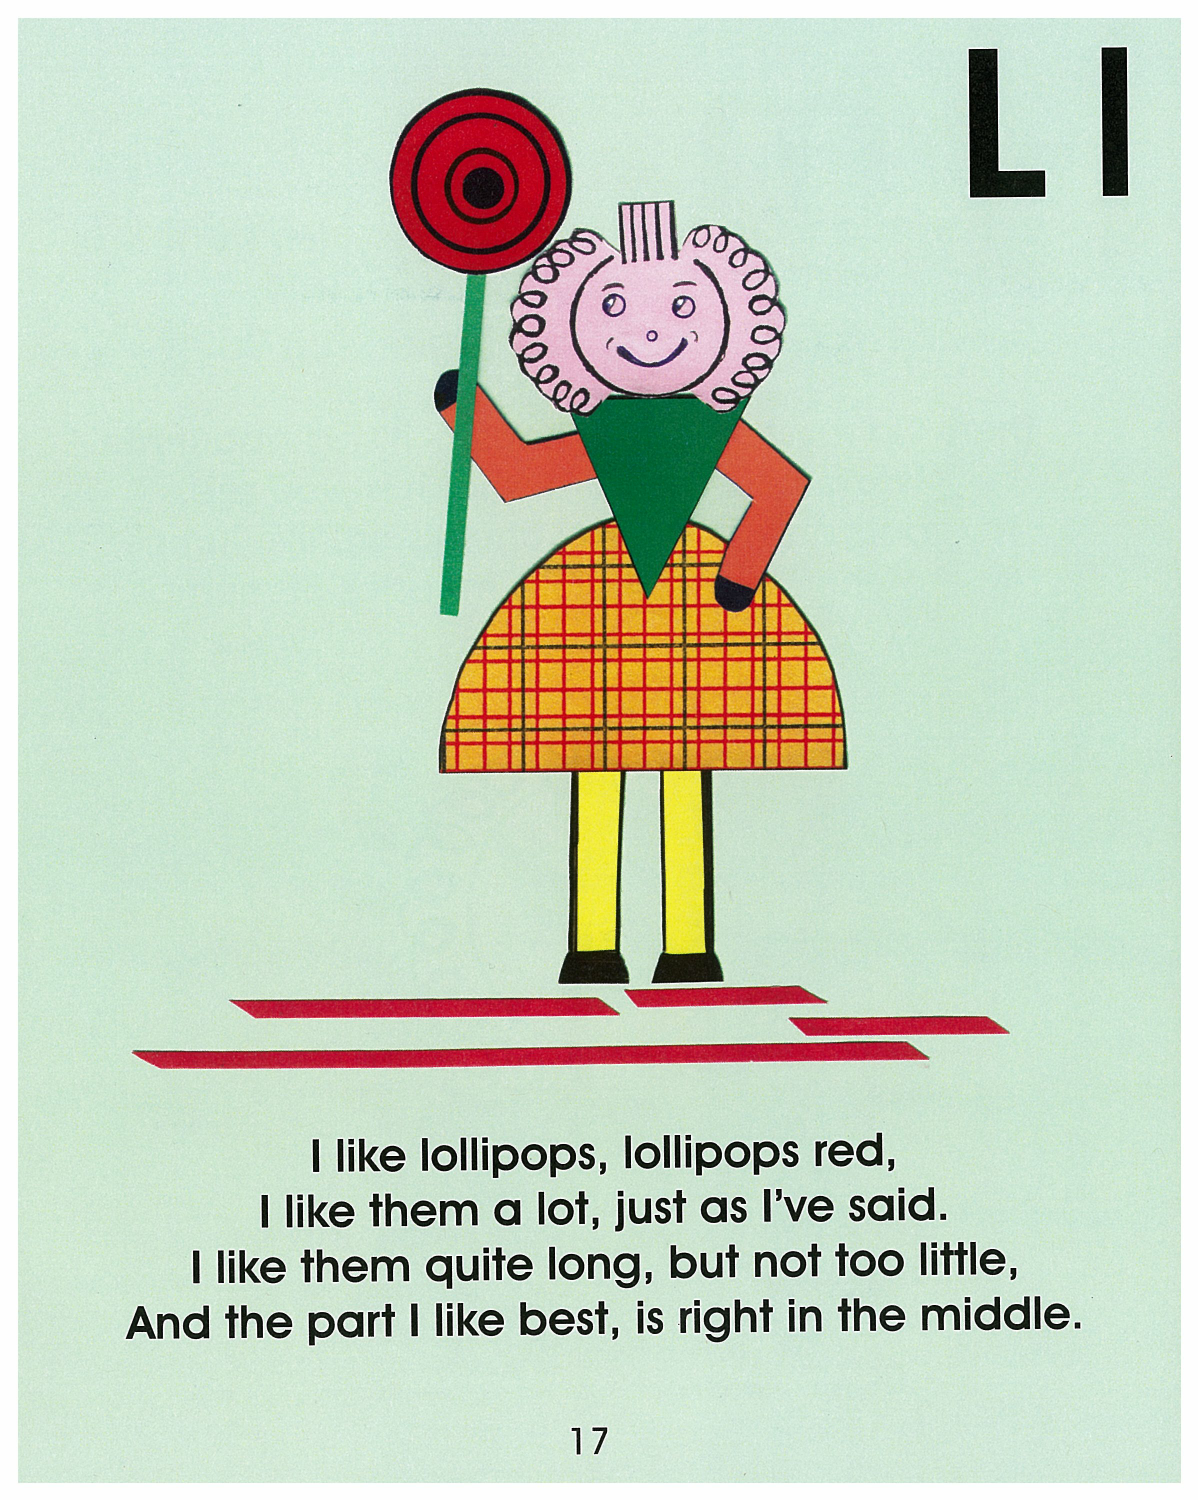 L l
I like lollipops, lollipops red,
I like them a lot, just as I've said.
I like them quite long, but not too little,
And the part I like best, is right in the middle.
17